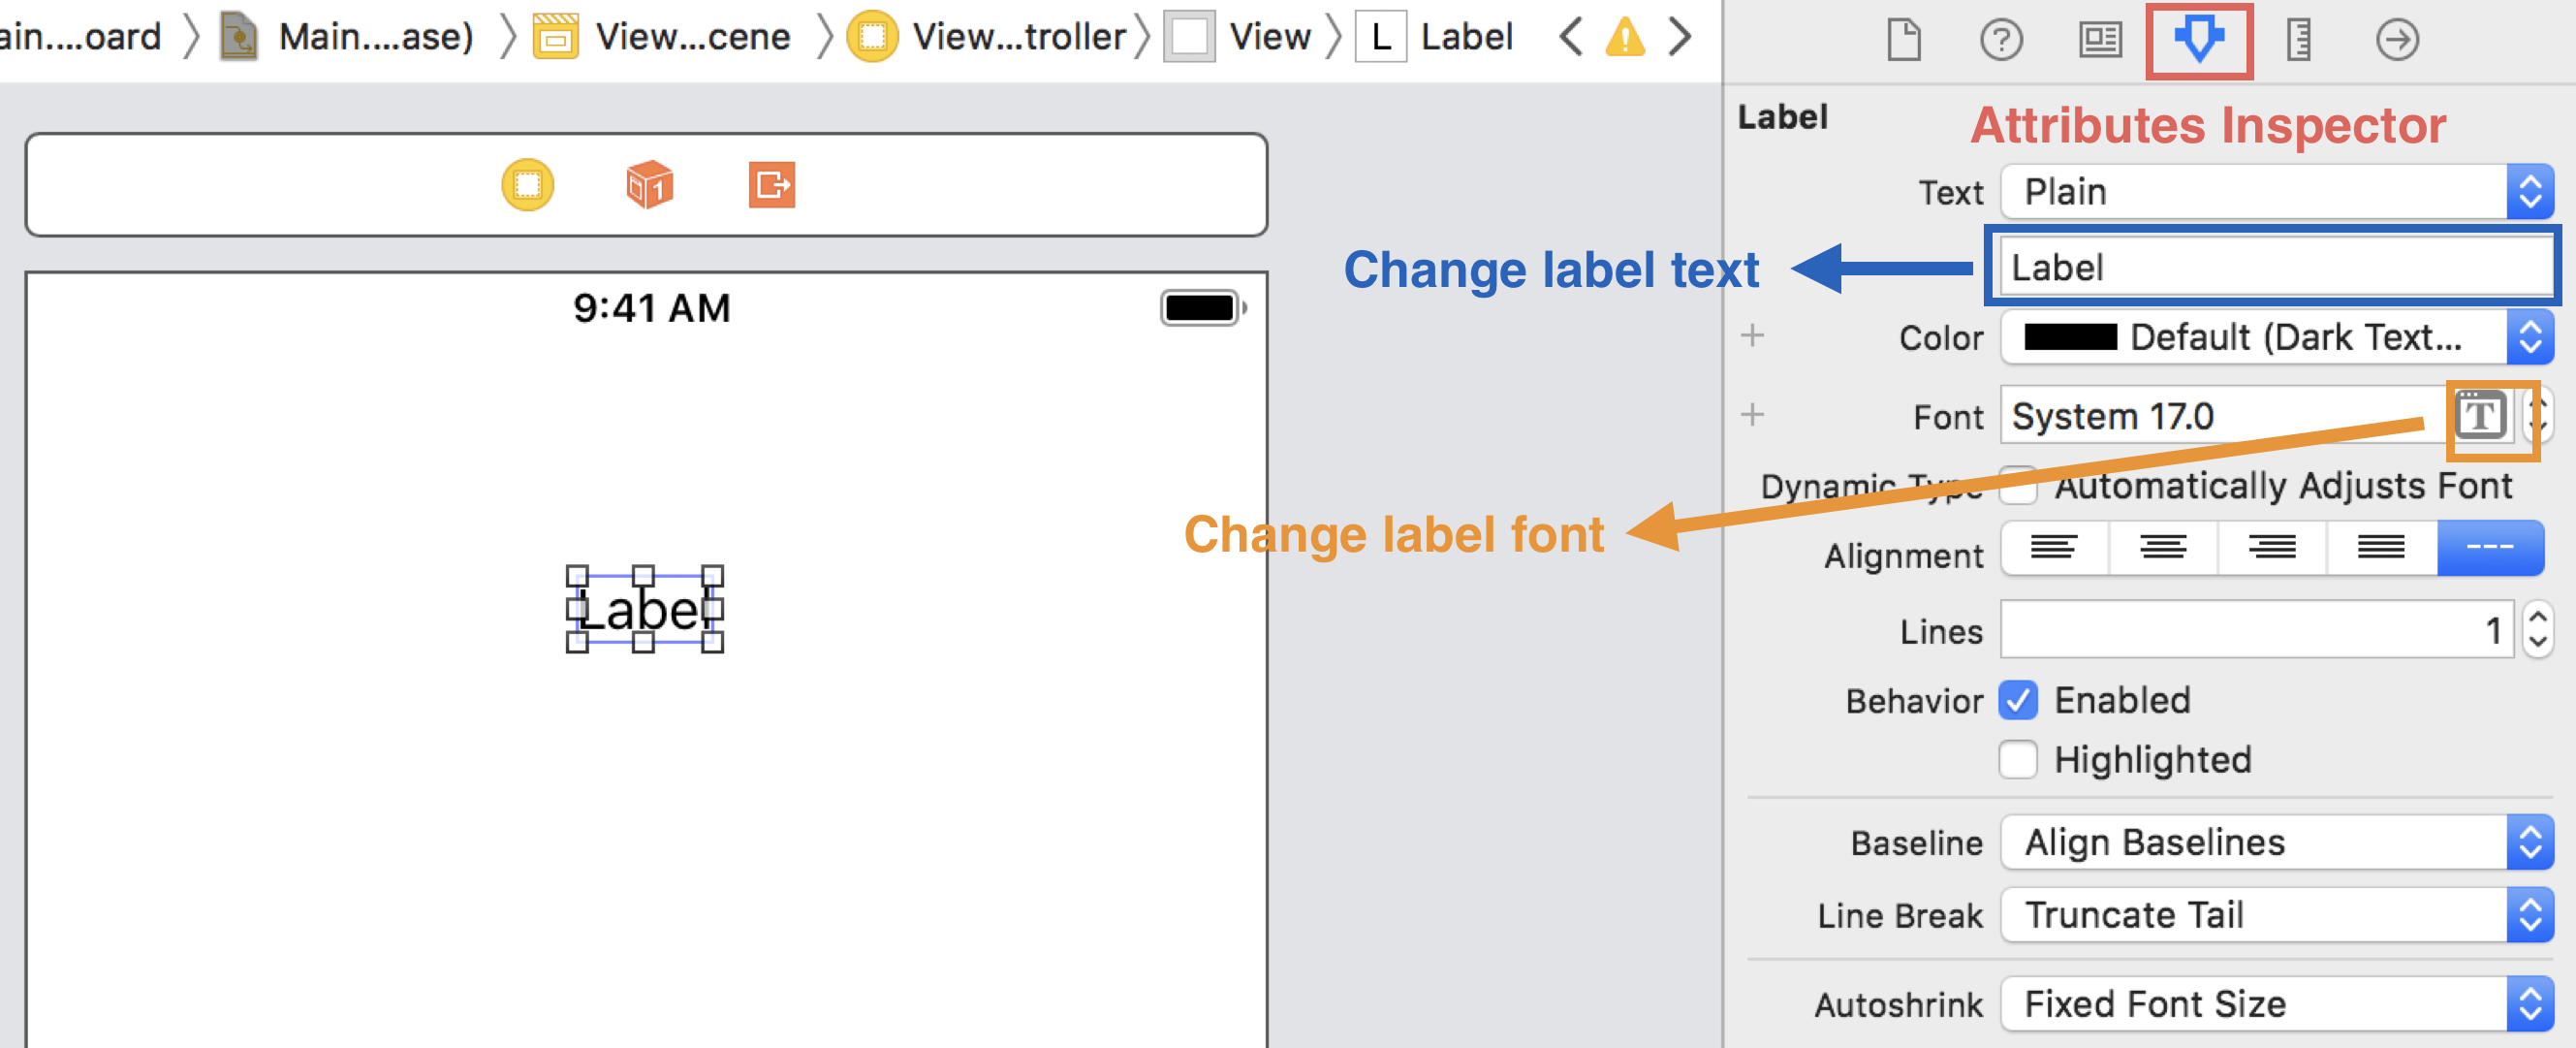 ain....oard Main....ase) View...cene View...troller View L Label
Label
Attributes Inspector
Text Plain
Change label text Label
9:41 AM
Color Default (Dark Text...
Font System 17.0 T
Dynamic Type Automatically Adjusts Font
Change label font
Alignment
Label
Lines 1
Behavior Enabled
Highlighted
Baseline Align Baselines
Line Break Truncate Tail
Autoshrink Fixed Font Size